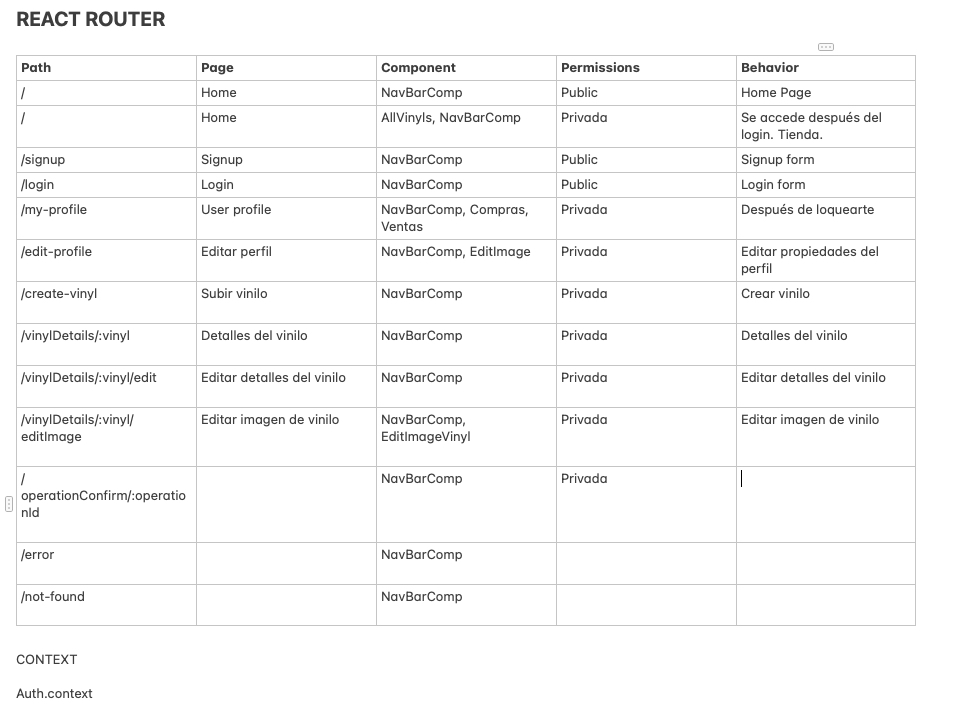 REACT ROUTER
Path Page Component Permissions Behavior
/ Home NavBarComp Public Home Page
/ Home AllVinyls, NavBarComp Privada Se accede después del
login. Tienda.
/signup Signup NavBarComp Public Signup form
/login Login NavBarComp Public Login form
/my-profile User profile NavBarComp, Compras, Privada Después de loquearte
Ventas
/edit-profile Editar perfil NavBarComp, EditImage Privada Editar propiedades del
perfil
/create-vinyl Subir vinilo NavBarComp Privada Crear vinilo
/vinylDetails/:vinyl Detalles del vinilo NavBarComp Privada Detalles del vinilo
/vinylDetails/:vinyl/edit Editar detalles del vinilo NavBarComp Privada Editar detalles del vinilo
/vinylDetails/:vinyl/ Editar imagen de vinilo NavBarComp, Privada Editar imagen de vinilo
editImage EditImageVinyl
/ NavBarComp Privada
operationConfirm/:operatio
nId
/error NavBarComp
/not-found NavBarComp
CONTEXT
Auth.context